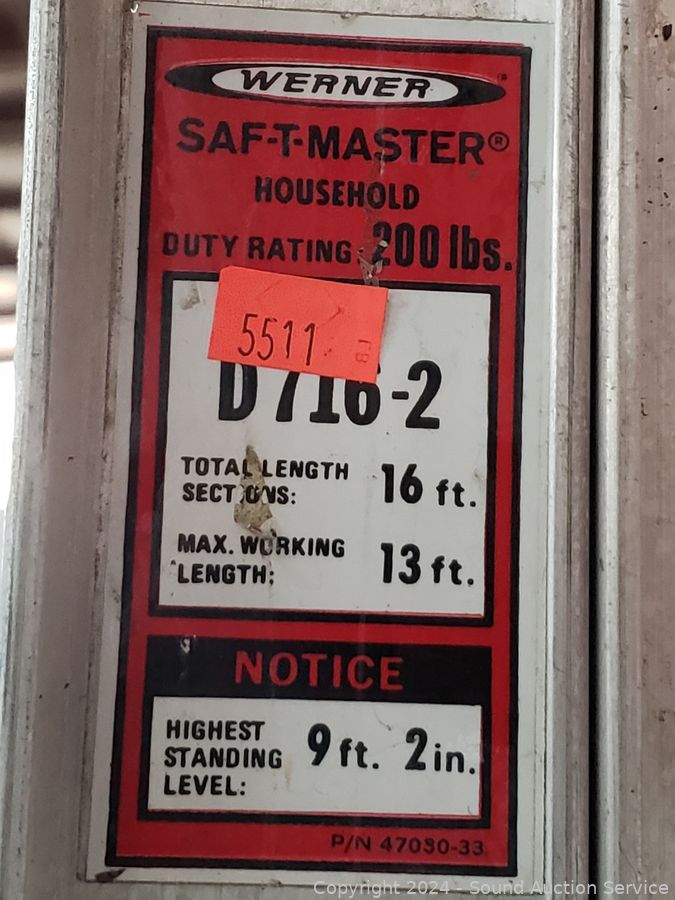 WERNER
SAF-T-MASTER®
HOUSEHOLD
DUTY RATING 200 lbs.
5511
D716-2
TOTAL LENGTH
SECTIONS:
16 ft.
MAX. WORKING
LENGTH:
13 ft.
NOTICE
HIGHEST
STANDING
LEVEL:
9 ft. 2 in.
P/N 47080-33
Copyright 2024 - Sound Auction Service